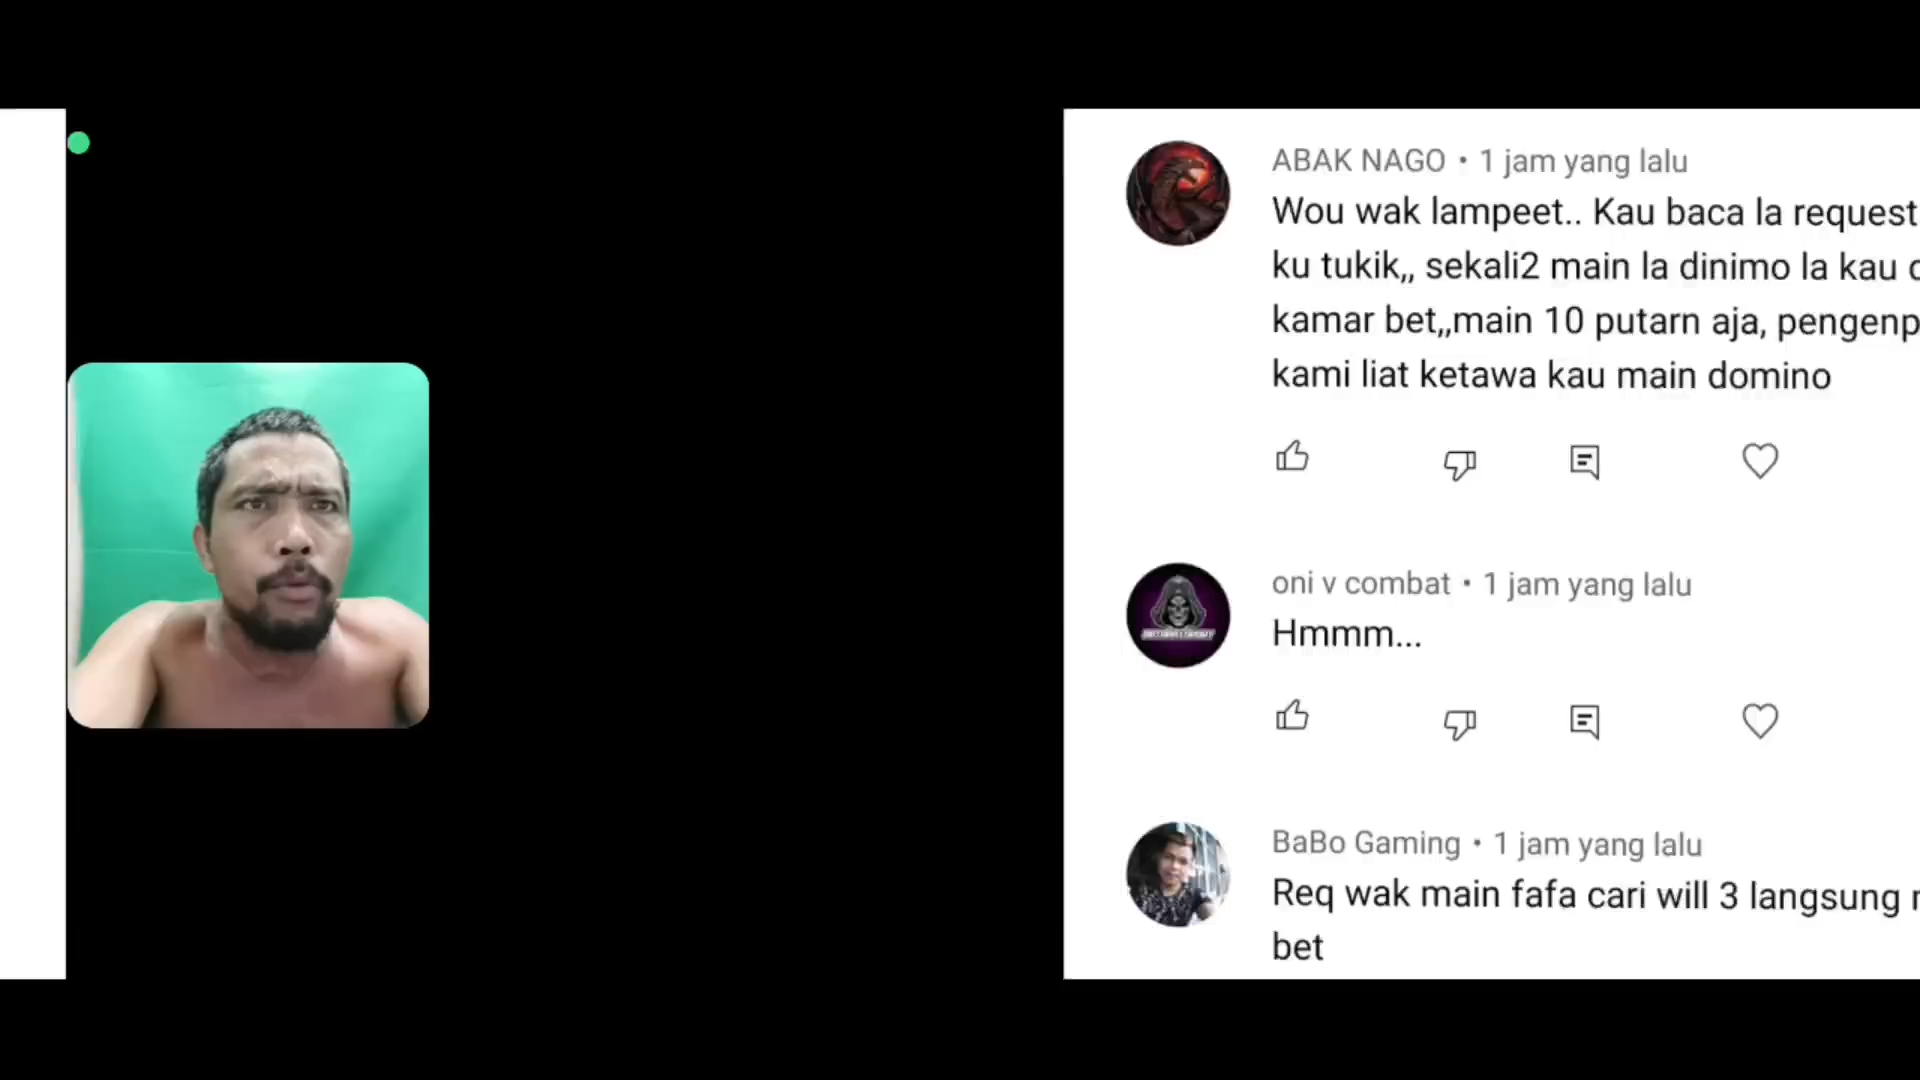 ABAK NAGO • 1 jam yang lalu
Wou wak lampeet.. Kau baca la request
ku tukik,, sekali2 main la dinimo la kau
kamar bet,,main 10 putarn aja, pengenp
kami liat ketawa kau main domino
oni v combat • 1 jam yang lalu
Hmmm...
BaBo Gaming • 1 jam yang lalu
Req wak main fafa cari will 3 langsung
bet